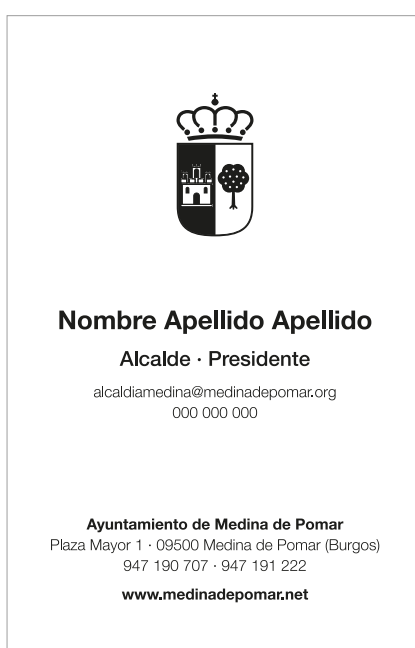 Nombre Apellido Apellido
Alcalde · Presidente
alcaldiamedina@medinadepomar.org
000 000 000
Ayuntamiento de Medina de Pomar
Plaza Mayor 1 · 09500 Medina de Pomar (Burgos)
947 190 707 · 947 191 222
www.medinadepomar.net